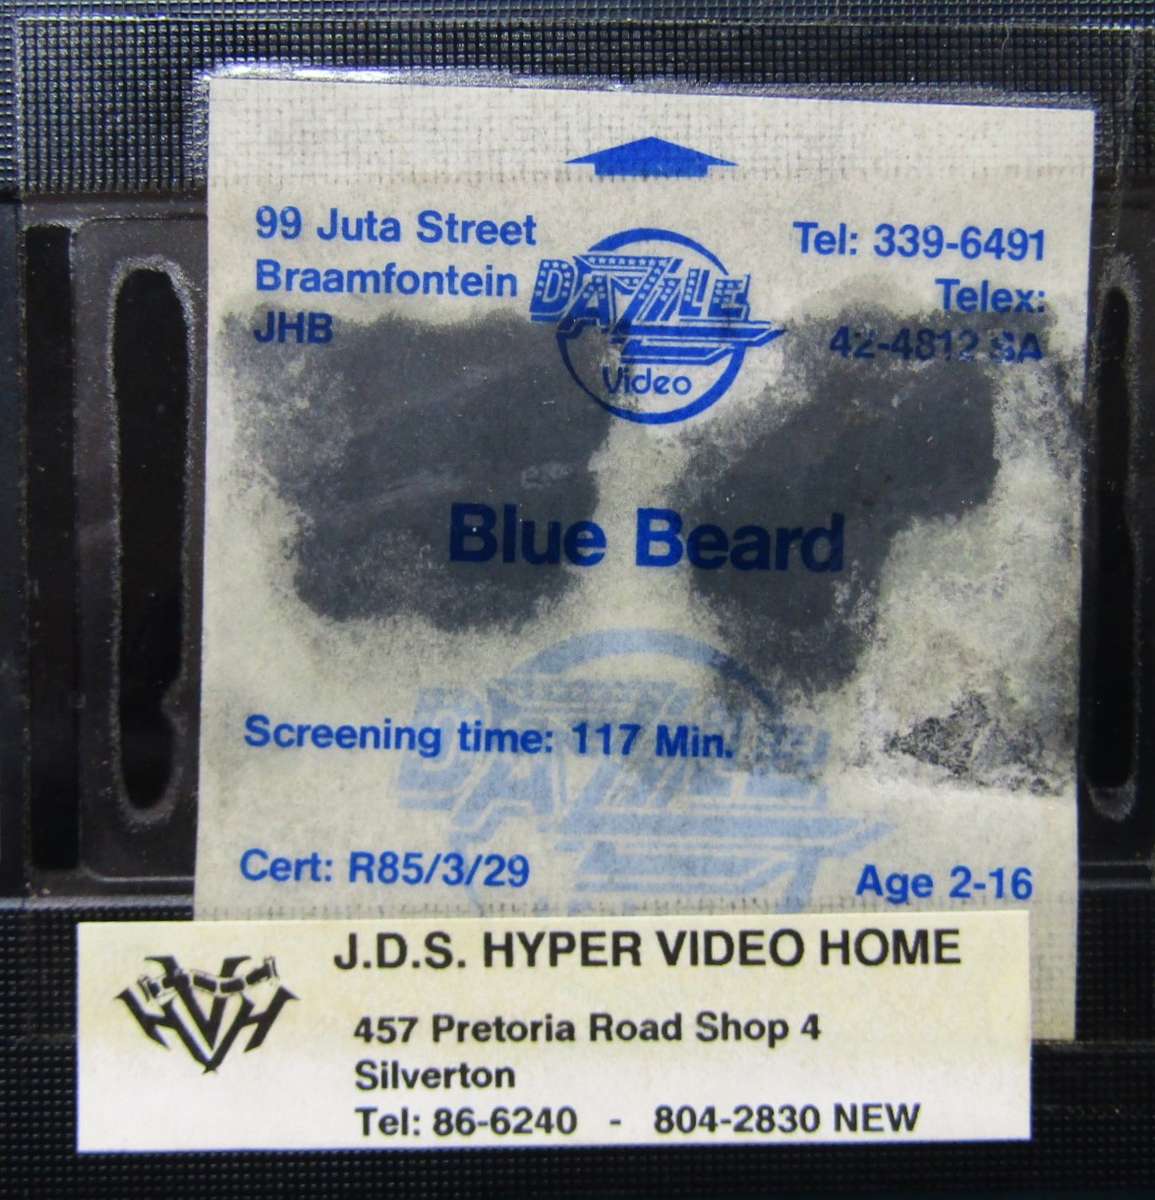 99 Juta Street
Braamfontein
JHB
DAZZLE
Video
Tel: 339-6491
Telex:
42-4812 SA
Blue Beard
DAZZLE
Screening time: 117 Min.
Cert: R85/3/29
Age 2-16
HVH
J.D.S. HYPER VIDEO HOME
457 Pretoria Road Shop 4
Silverton
Tel: 86-6240 - 804-2830 NEW